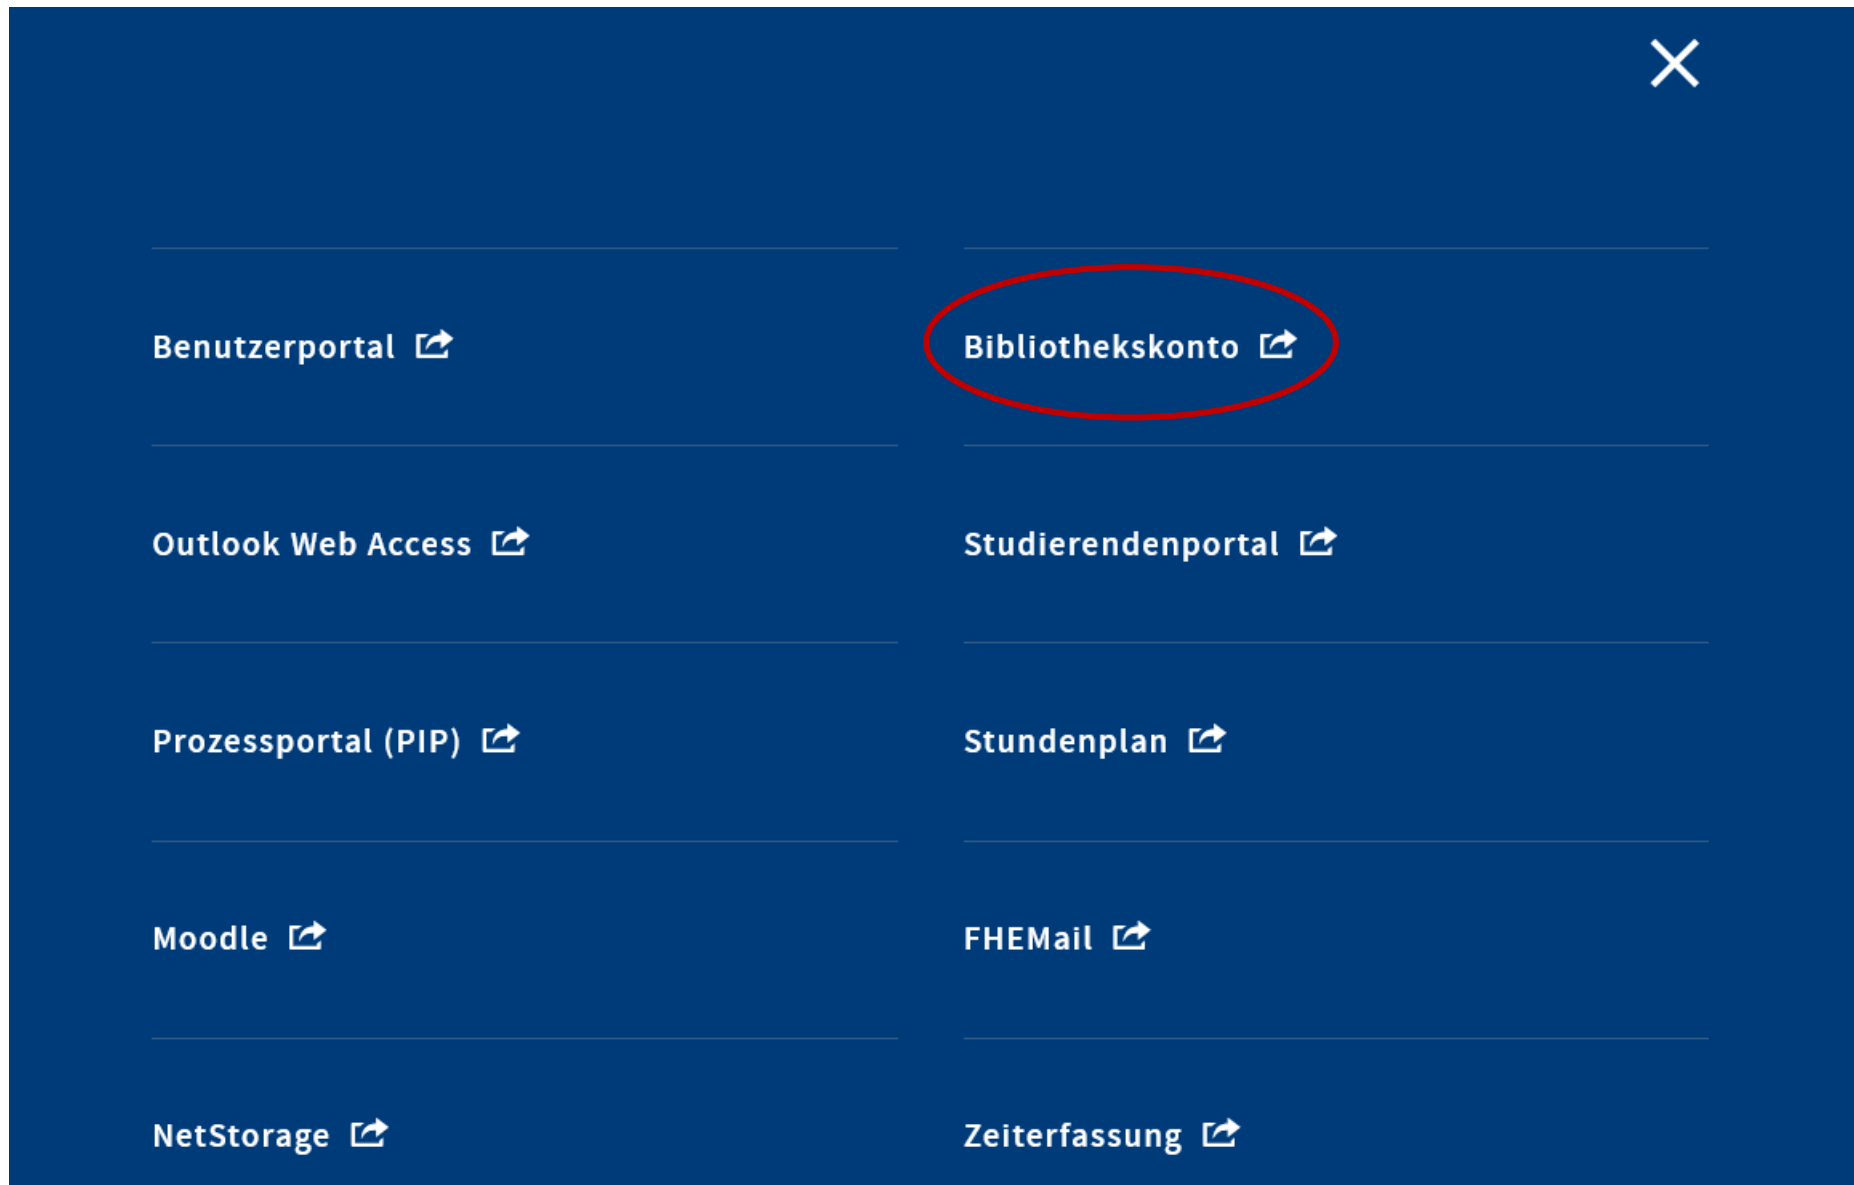 Benutzerportal
Bibliothekskonto
Outlook Web Access
Studierendenportal
Prozessportal (PIP)
Stundenplan
Moodle
FHEMail
NetStorage
Zeiterfassung